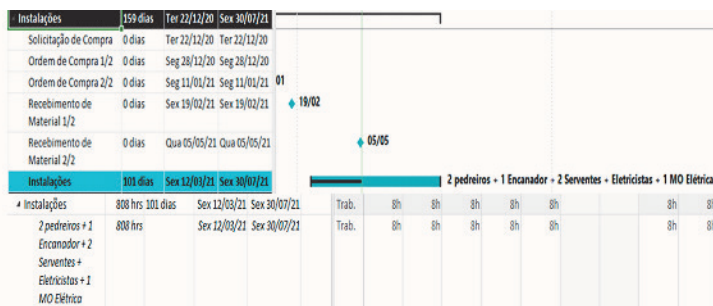 Instalações 159 dias Ter 22/12/20 Sex 30/07/21
Solicitação de Compra 0 dias Ter 22/12/20 Ter 22/12/20
Ordem de Compra 1/2 0 dias Seg 28/12/20 Seg 28/12/20
Ordem de Compra 2/2 0 dias Seg 11/01/21 Seg 11/01/21 01
Recebimento de 0 dias Sex 19/02/21 Sex 19/02/21 19/02
Material 1/2
Recebimento de 0 dias Qua 05/05/21 Qua 05/05/21 05/05
Material 2/2
Instalações 101 dias Sex 12/03/21 Sex 30/07/21 2 pedreiros + 1 Encanador + 2 Serventes + Eletricistas + 1 MO Elétrica
Instalações 808 hrs 101 dias Sex 12/03/21 Sex 30/07/21 Trab. 8h 8h 8h 8h 8h 8h 8h
2 pedreiros + 1 808 hrs Sex 12/03/21 Sex 30/07/21 Trab. 8h 8h 8h 8h 8h 8h 8h
Encanador + 2
Serventes +
Eletricistas + 1
MO Elétrica